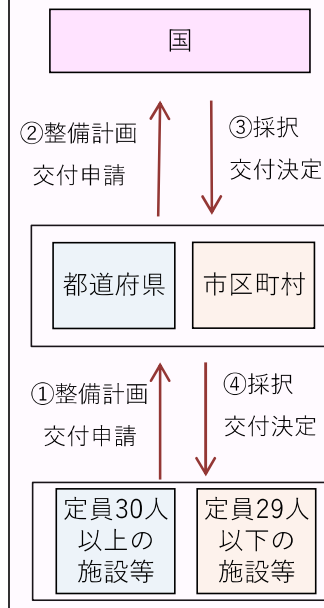 国
②整備計画
交付申請
③採択
交付決定
都道府県
市区町村
①整備計画
交付申請
④採択
交付決定
定員30人
以上の
施設等
定員29人
以下の
施設等